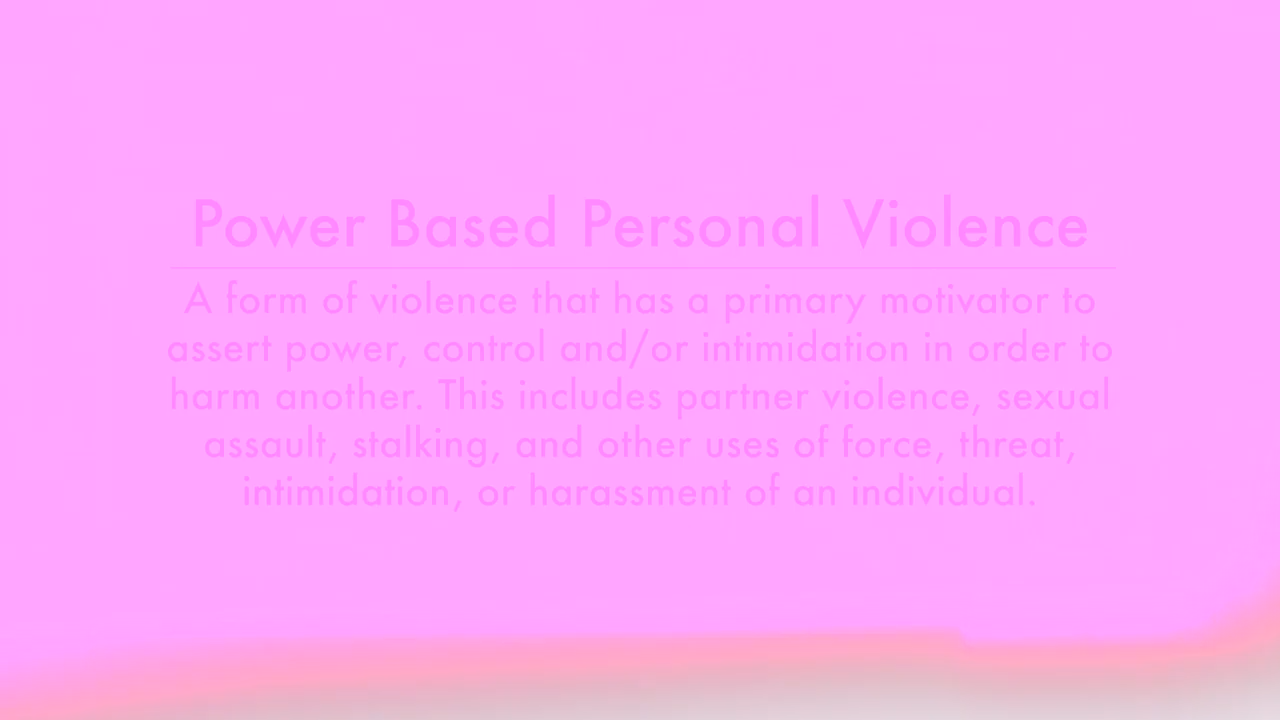 Power Based Personal Violence
A form of violence that has a primary motivator to
assert power, control and/or intimidation in order to
harm another. This includes partner violence, sexual
assault, stalking, and other uses of force, threat,
intimidation, or harassment of an individual.